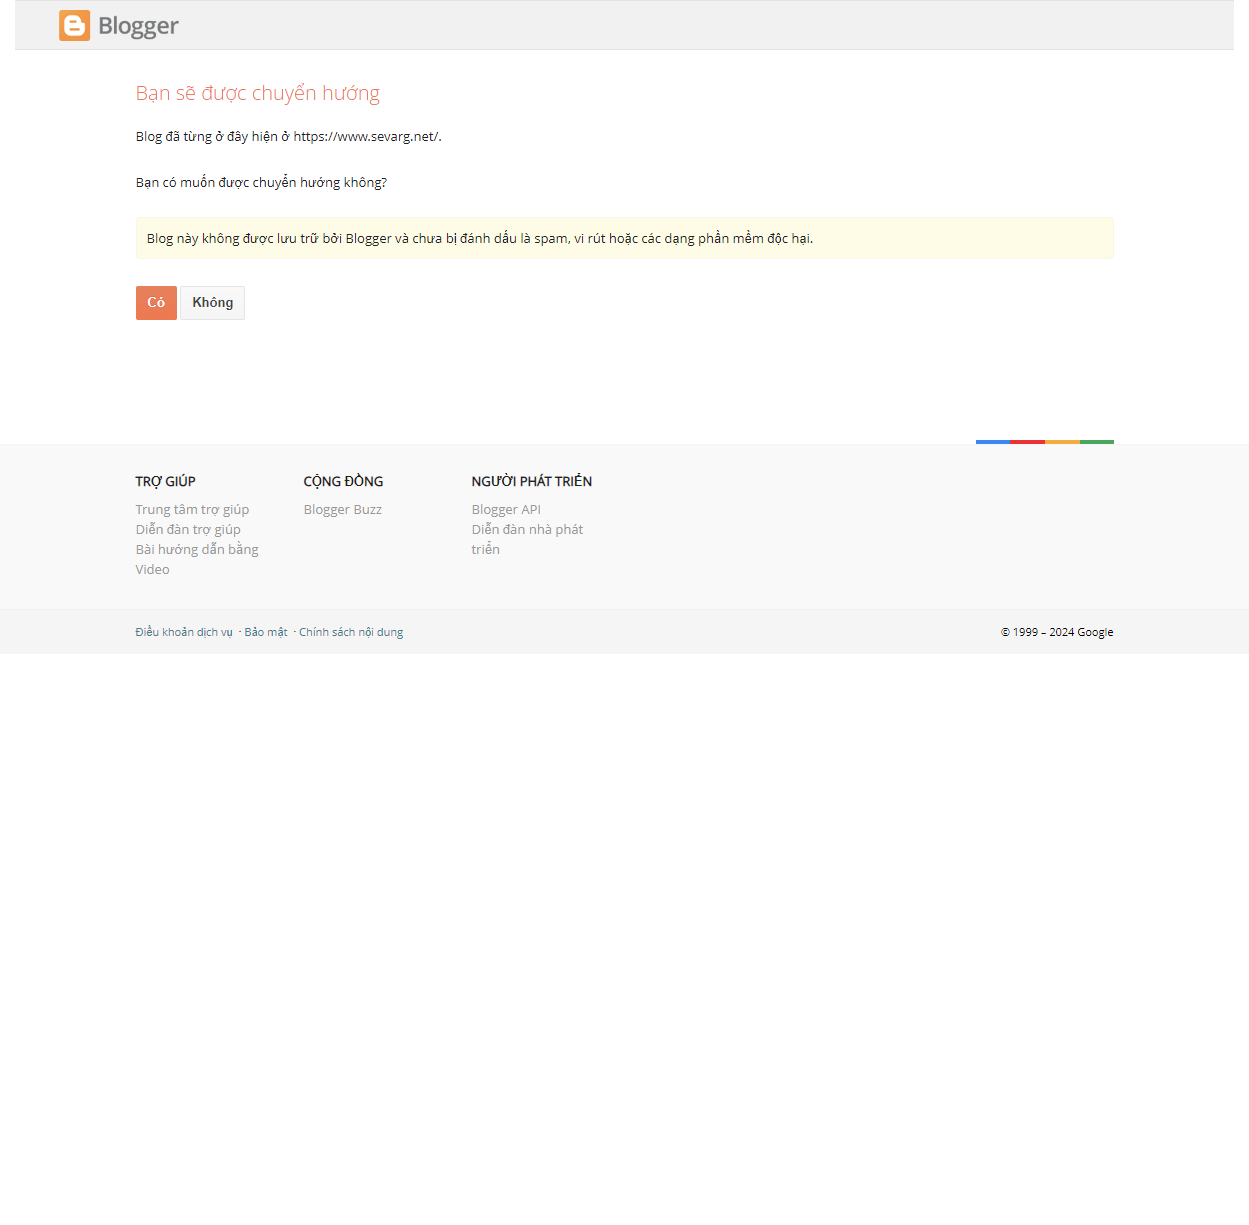 Blogger
Bạn sẽ được chuyển hướng
Blog đã từng ở đây hiện ở https://www.sevarg.net/.
Bạn có muốn được chuyển hướng không?
Blog này không được lưu trữ bởi Blogger và chưa bị đánh dấu là spam, vi rút hoặc các dạng phần mềm độc hại.
Có Không
TRỢ GIÚP
Trung tâm trợ giúp
Diễn đàn trợ giúp
Bài hướng dẫn bằng
Video
CỘNG ĐỒNG
Blogger Buzz
NGƯỜI PHÁT TRIỂN
Blogger API
Diễn đàn nhà phát
triển
Điều khoản dịch vụ · Bảo mật · Chính sách nội dung
© 1999 – 2024 Google